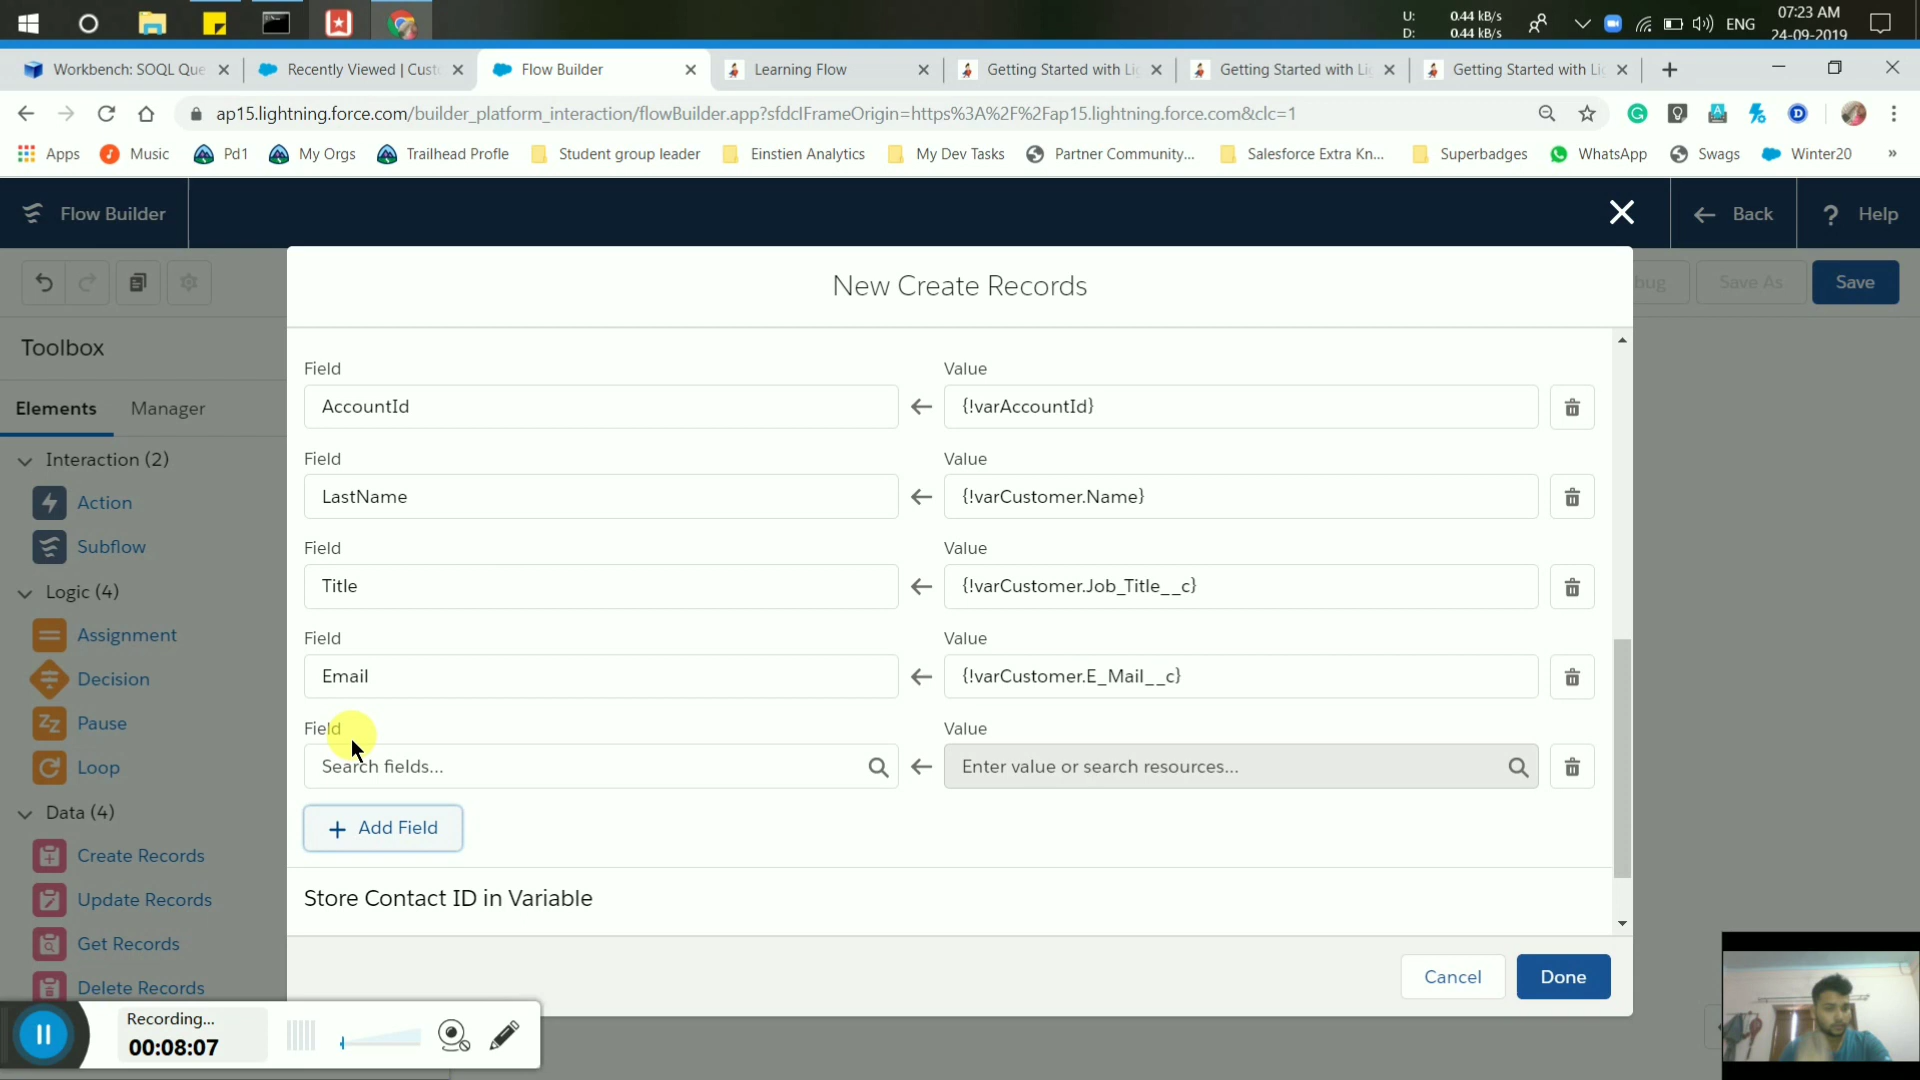 U: 0.44 kB/s
D: 0.44 kB/s
ENG
07:23 AM
24-09-2019
Workbench: SOQL Que
Recently Viewed | Custo
Flow Builder
Learning Flow
Getting Started with Lig
Getting Started with Lig
Getting Started with Lig
ap15.lightning.force.com/builder_platform_interaction/flowBuilder.app?sfdcIFrameOrigin=https%3A%2F%2Fap15.lightning.force.com&clc=1
Apps
Music
Pd1
My Orgs
Trailhead Profle
Student group leader
Einstien Analytics
My Dev Tasks
Partner Community...
Salesforce Extra Kn...
Superbadges
WhatsApp
Swags
Winter20
»
Flow Builder
Back
? Help
New Create Records
bug
Save As
Save
Toolbox
Elements
Manager
Interaction (2)
Action
Subflow
Logic (4)
Assignment
Decision
Pause
Loop
Data (4)
Create Records
Update Records
Get Records
Delete Records
Field
Value
AccountId
{!varAccountId}
Field
Value
LastName
{!varCustomer.Name}
Field
Value
Title
{!varCustomer.Job_Title__c}
Field
Value
Email
{!varCustomer.E_Mail__c}
Field
Value
Search fields...
Enter value or search resources...
+ Add Field
Store Contact ID in Variable
Cancel
Done
Recording...
00:08:07